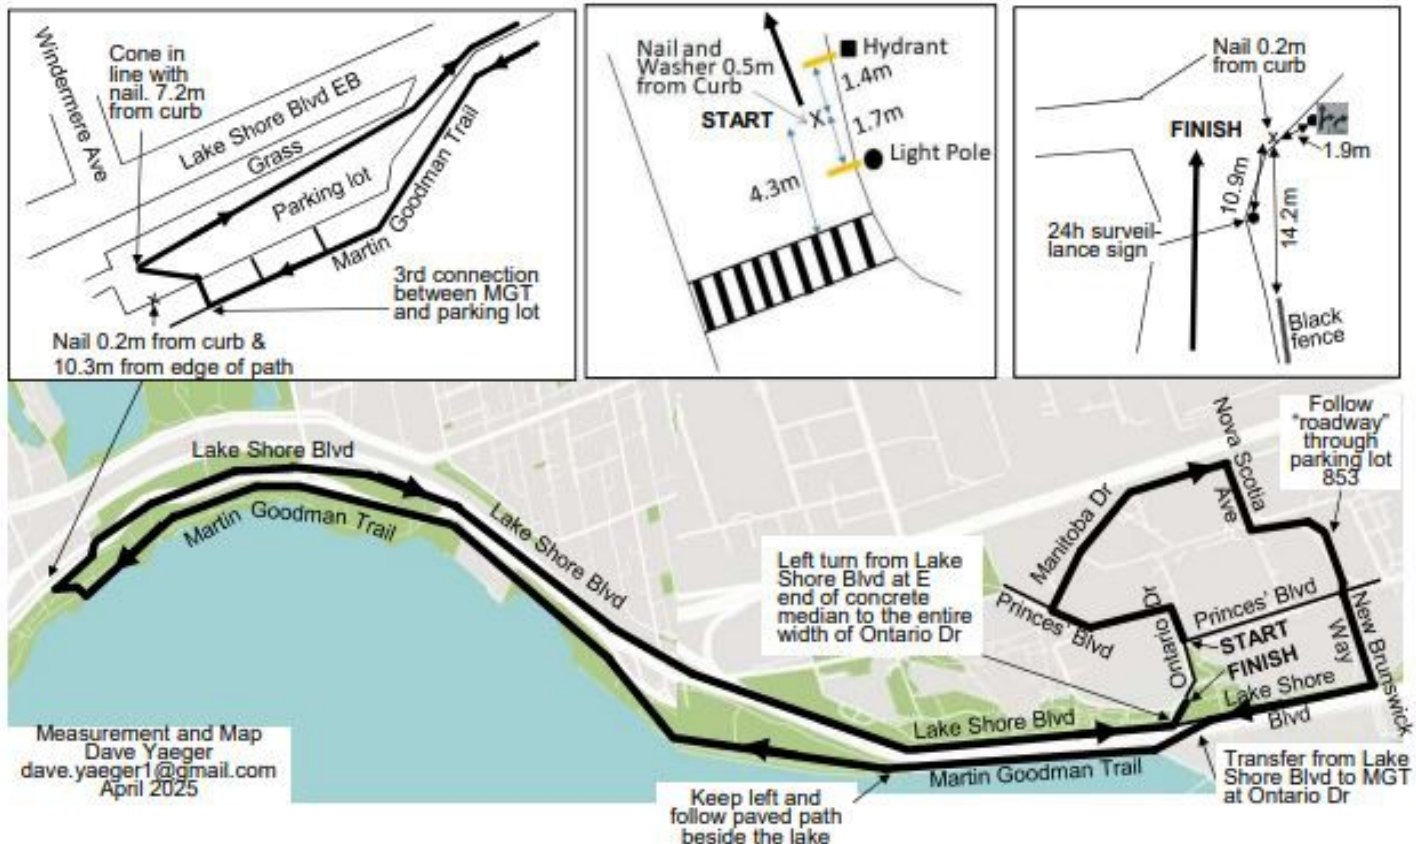 Windermere Ave
Cone in
line with
nail. 7.2m
from curb
Lake Shore Blvd EB
Grass
Parking lot
Martin Goodman Trail
3rd connection
between MGT
and parking lot
Nail 0.2m from curb &
10.3m from edge of path
X
Nail and
Washer 0.5m
from Curb
START
X
Hydrant
1.4m
1.7m
Light Pole
4.3m
Nail 0.2m
from curb
FINISH
X
1.9m
10.9m
14.2m
24h surveil-
lance sign
Black
fence
Lake Shore Blvd
Martin Goodman Trail
Lake Shore Blvd
Manitoba Dr
Nova Scotia
Ave
Follow
"roadway"
through
parking lot
853
Left turn from Lake
Shore Blvd at E
end of concrete
median to the entire
width of Ontario Dr
Princes' Blvd
Ontario Dr
Princes' Blvd
START
FINISH
New Brunswick
Way
Lake Shore
Blvd
Lake Shore Blvd
Martin Goodman Trail
Transfer from Lake
Shore Blvd to MGT
at Ontario Dr
Keep left and
follow paved path
beside the lake
Measurement and Map
Dave Yaeger
dave.yaeger1@gmail.com
April 2025